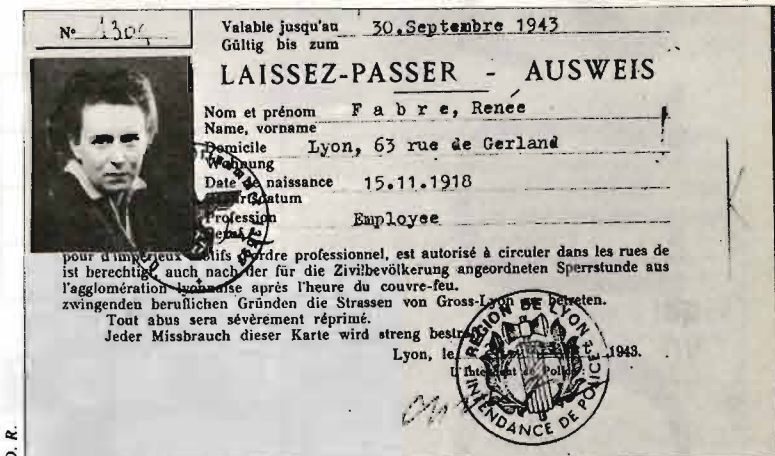 Nº 1305
Valable jusqu'au 30.Septembre 1943
Gültig bis zum
LAISSEZ-PASSER - AUSWEIS
Nom et prénom F a b r e, Renée
Name, vorname
Domicile Lyon, 63 rue de Gerland
Wohnung
Date de naissance 15.11.1918
Geburtsdatum
Profession Employee
Beruf
pour d'impérieux motifs d'ordre professionnel, est autorisé à circuler dans les rues de
ist berechtigt, auch nach der für die Zivilbevölkerung angeordneten Sperrstunde aus
l'agglomération lyonnaise après l'heure du couvre-feu.
zwingenden beruflichen Gründen die Strassen von Gross-Lyon zu betreten.
Tout abus sera sévèrement réprimé.
Jeder Missbrauch dieser Karte wird streng
Lyon, le 1943.
L'Intendant de Police
REGION DE LYON
INTENDANCE DE POLICE
D. R.